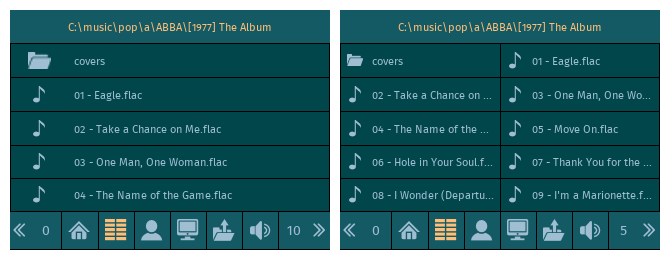 C:\music\pop\a\ABBA\[1977] The Album
covers
01 - Eagle.flac
02 - Take a Chance on Me.flac
03 - One Man, One Woman.flac
04 - The Name of the Game.flac
0
10
C:\music\pop\a\ABBA\[1977] The Album
covers
01 - Eagle.flac
02 - Take a Chance on ...
03 - One Man, One Wo...
04 - The Name of the ...
05 - Move On.flac
06 - Hole in Your Soul.f...
07 - Thank You for the ...
08 - I Wonder (Departu...
09 - I'm a Marionette.f...
0
5